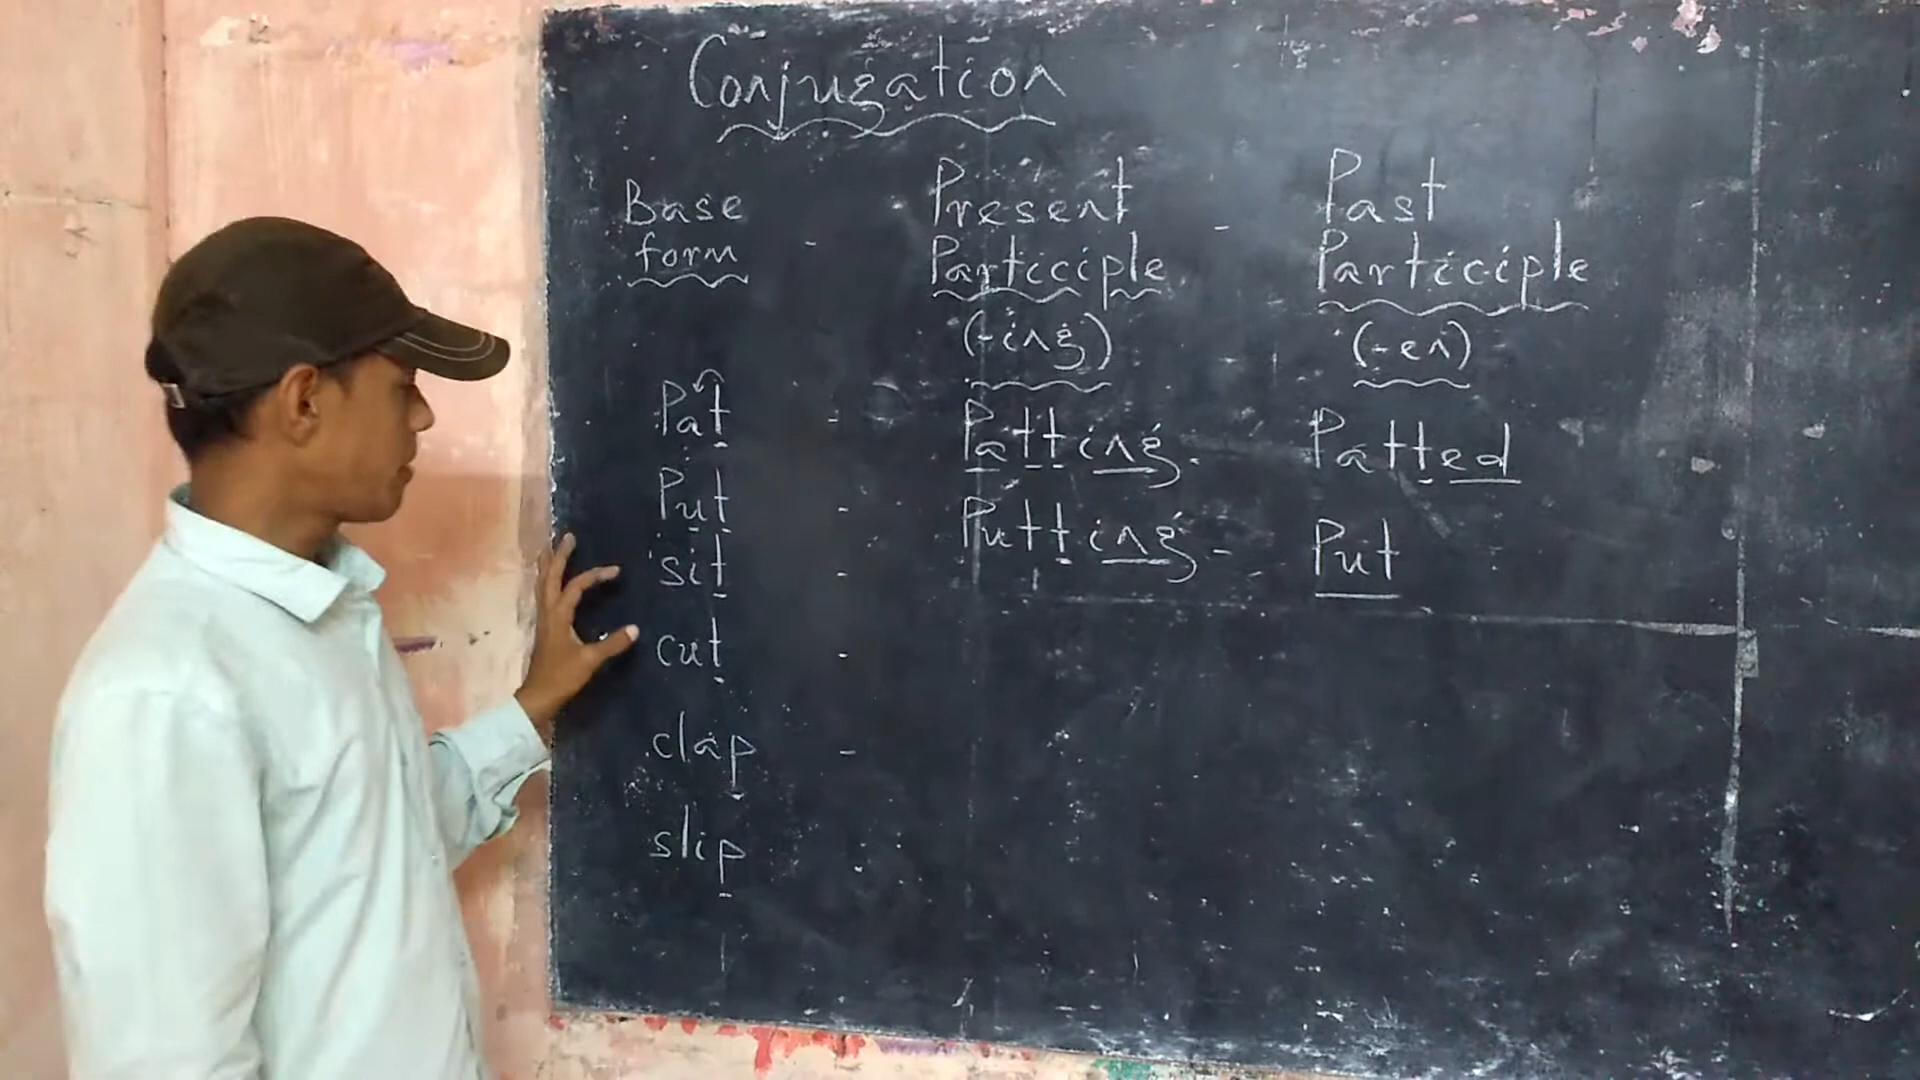 Conjugation
Base form - Present Participle - Past Participle
(-ing) (-en)
Pat - Patting - Patted
Put - Putting - Put
sit -
cut -
clap -
slip